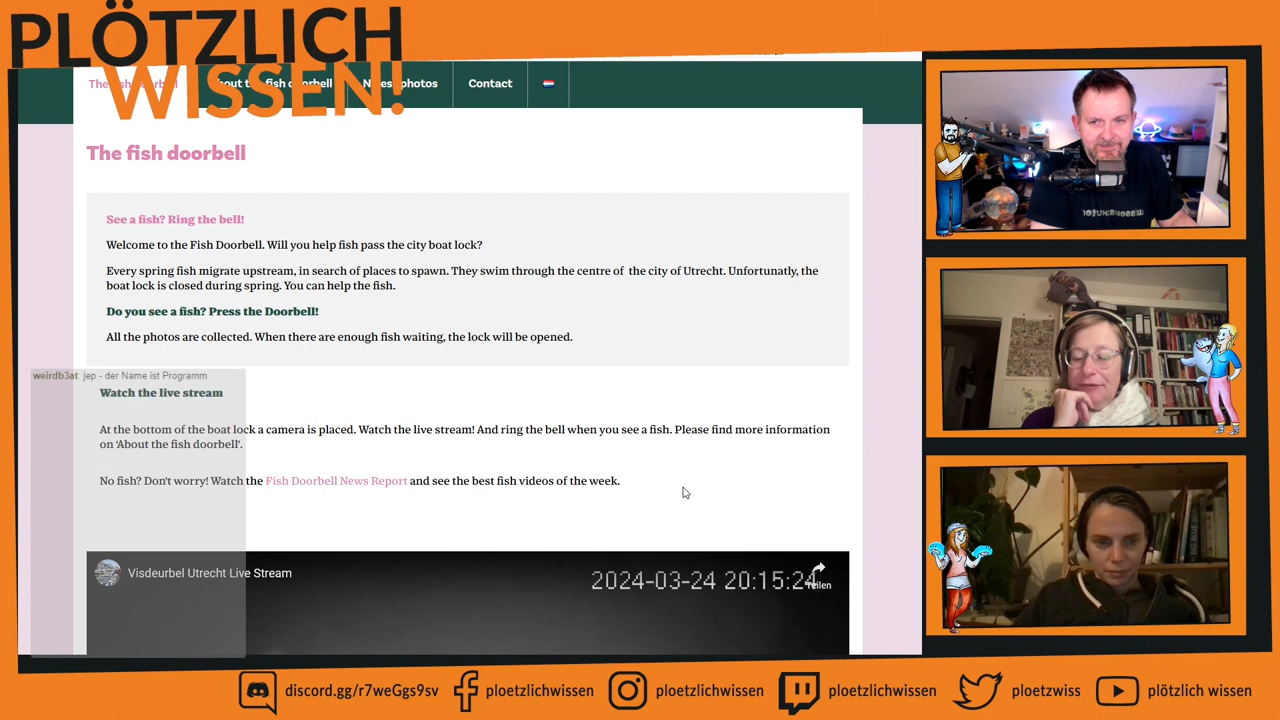 PLÖTZLICH
WISSEN!
Contact
The fish doorbell
See a fish? Ring the bell!
Welcome to the Fish Doorbell. Will you help fish pass the city boat lock?
Every spring fish migrate upstream, in search of places to spawn. They swim through the centre of the city of Utrecht. Unfortunatly, the
boat lock is closed during spring. You can help the fish.
Do you see a fish? Press the Doorbell!
All the photos are collected. When there are enough fish waiting, the lock will be opened.
weirdb3at: jep - der Name ist Programm
Watch the live stream
At the bottom of the boat lock a camera is placed. Watch the live stream! And ring the bell when you see a fish. Please find more information
on 'About the fish doorbell'.
No fish? Don't worry! Watch the Fish Doorbell News Report and see the best fish videos of the week.
Visdeurbel Utrecht Live Stream
2024-03-24 20:15:24
Teilen
discord.gg/r7weGgs9sv
ploetzlichwissen
ploetzlichwissen
ploetzlichwissen
ploetzwiss
plötzlich wissen